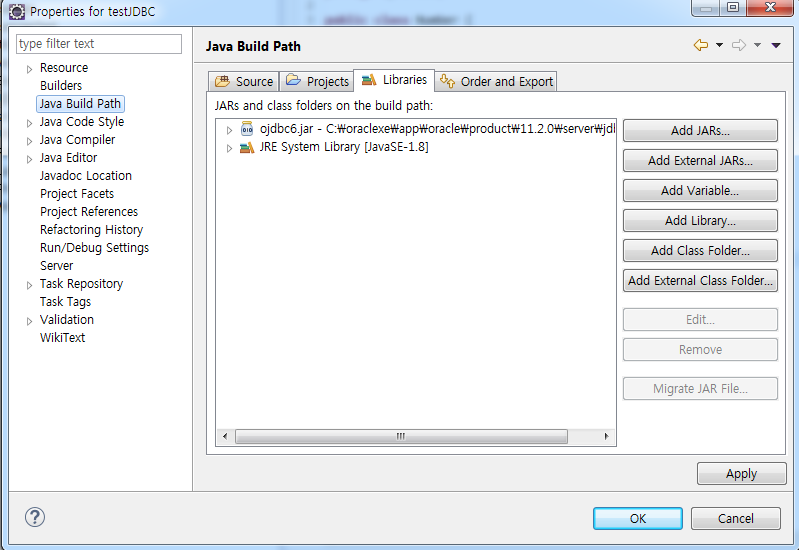 Properties for testJDBC
public class Number {
type filter text
Resource
Builders
Java Build Path
Java Code Style
Java Compiler
Java Editor
Javadoc Location
Project Facets
Project References
Refactoring History
Run/Debug Settings
Server
Task Repository
Task Tags
Validation
WikiText
Java Build Path
Source
Projects
Libraries
Order and Export
JARs and class folders on the build path:
ojdbc6.jar - C:₩oraclexe₩app₩oracle₩product₩11.2.0₩server₩jdl
JRE System Library [JavaSE-1.8]
Add JARs...
Add External JARs...
Add Variable...
Add Library...
Add Class Folder...
Add External Class Folder...
Edit...
Remove
Migrate JAR File...
Apply
OK
Cancel